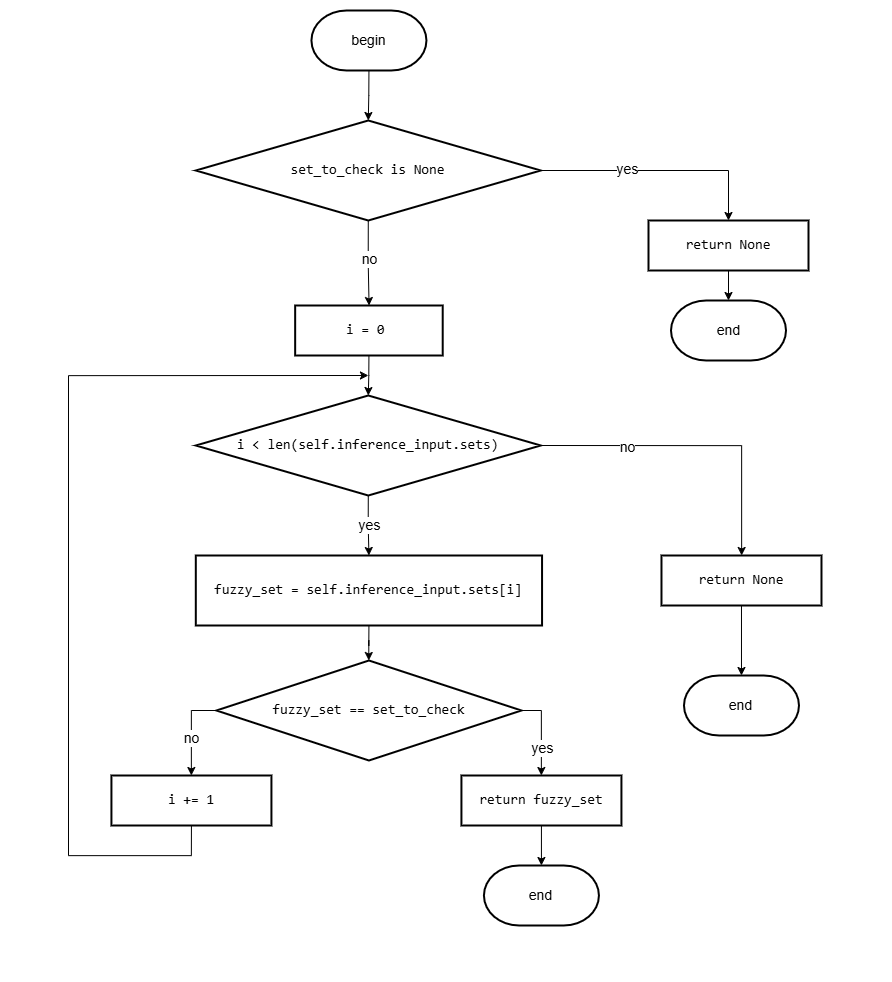 begin
set_to_check is None
yes
return None
end
no
i = 0
i < len(self.inference_input.sets)
no
return None
end
yes
fuzzy_set = self.inference_input.sets[i]
fuzzy_set == set_to_check
no
i += 1
yes
return fuzzy_set
end